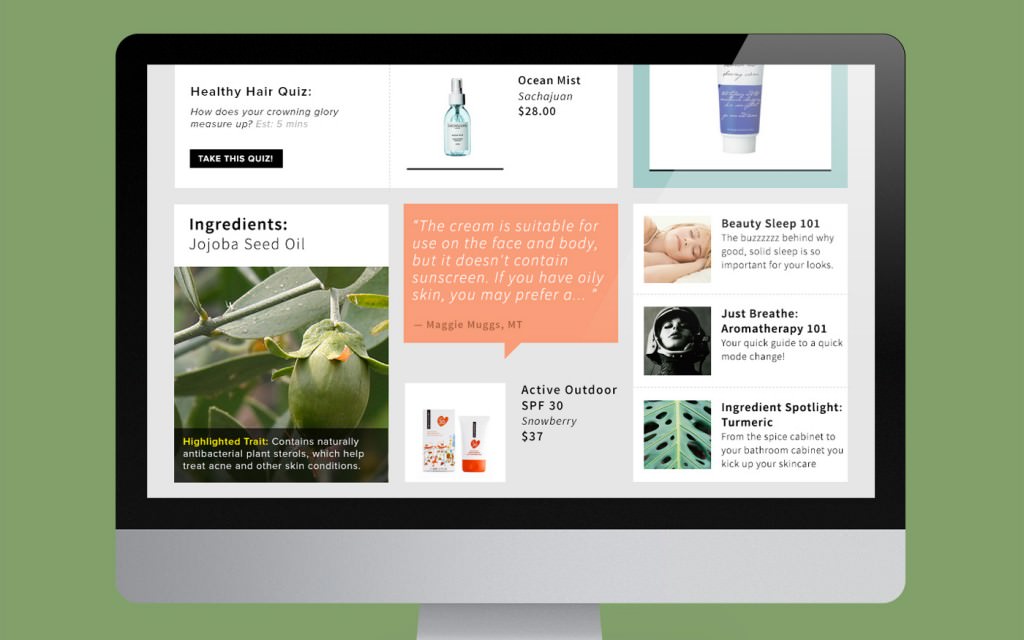 Healthy Hair Quiz:
How does your crowning glory
measure up? Est: 5 mins
TAKE THIS QUIZ!
Ocean Mist
Sachajuan
$28.00
Ingredients:
Jojoba Seed Oil
Highlighted Trait: Contains naturally
antibacterial plant sterols, which help
treat acne and other skin conditions.
“The cream is suitable for
use on the face and body,
but it doesn't contain
sunscreen. If you have oily
skin, you may prefer a... ”
— Maggie Muggs, MT
Active Outdoor
SPF 30
Snowberry
$37
Beauty Sleep 101
The buzzzzzz behind why
good, solid sleep is so
important for your looks.
Just Breathe:
Aromatherapy 101
Your quick guide to a quick
mode change!
Ingredient Spotlight:
Turmeric
From the spice cabinet to
your bathroom cabinet you
kick up your skincare